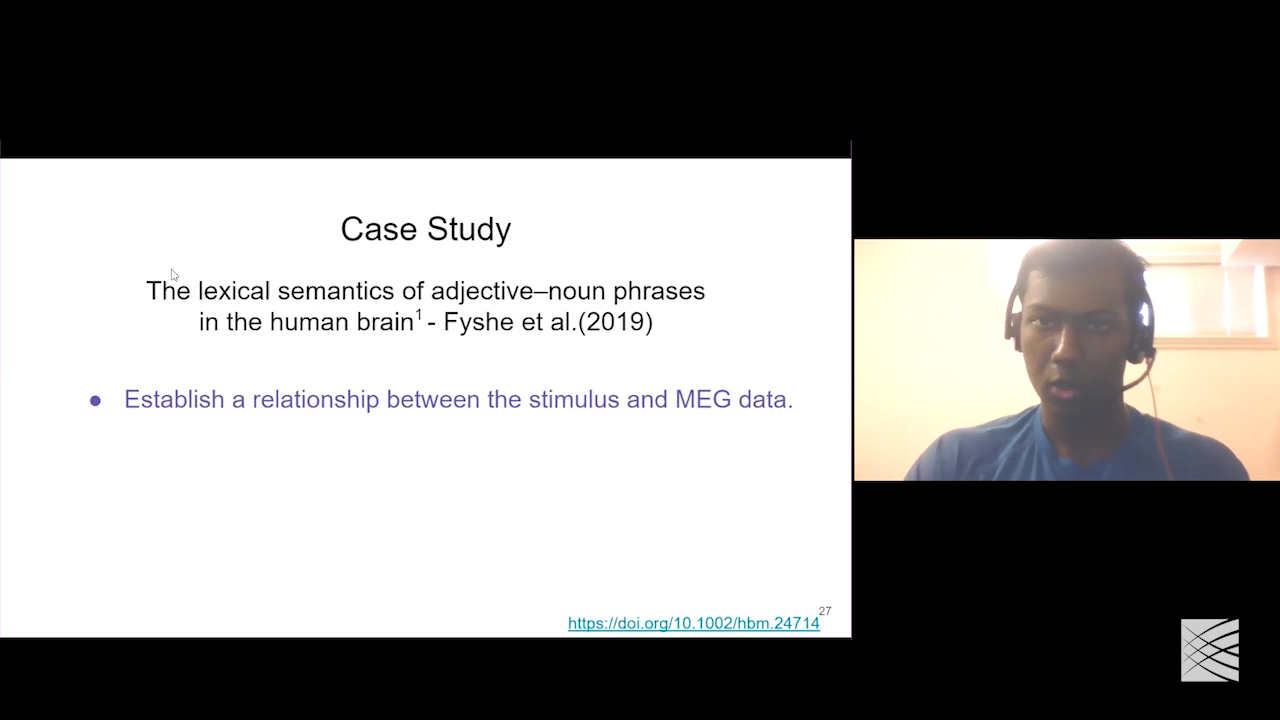 Case Study
The lexical semantics of adjective–noun phrases
in the human brain1 - Fyshe et al.(2019)
● Establish a relationship between the stimulus and MEG data.
27
https://doi.org/10.1002/hbm.24714